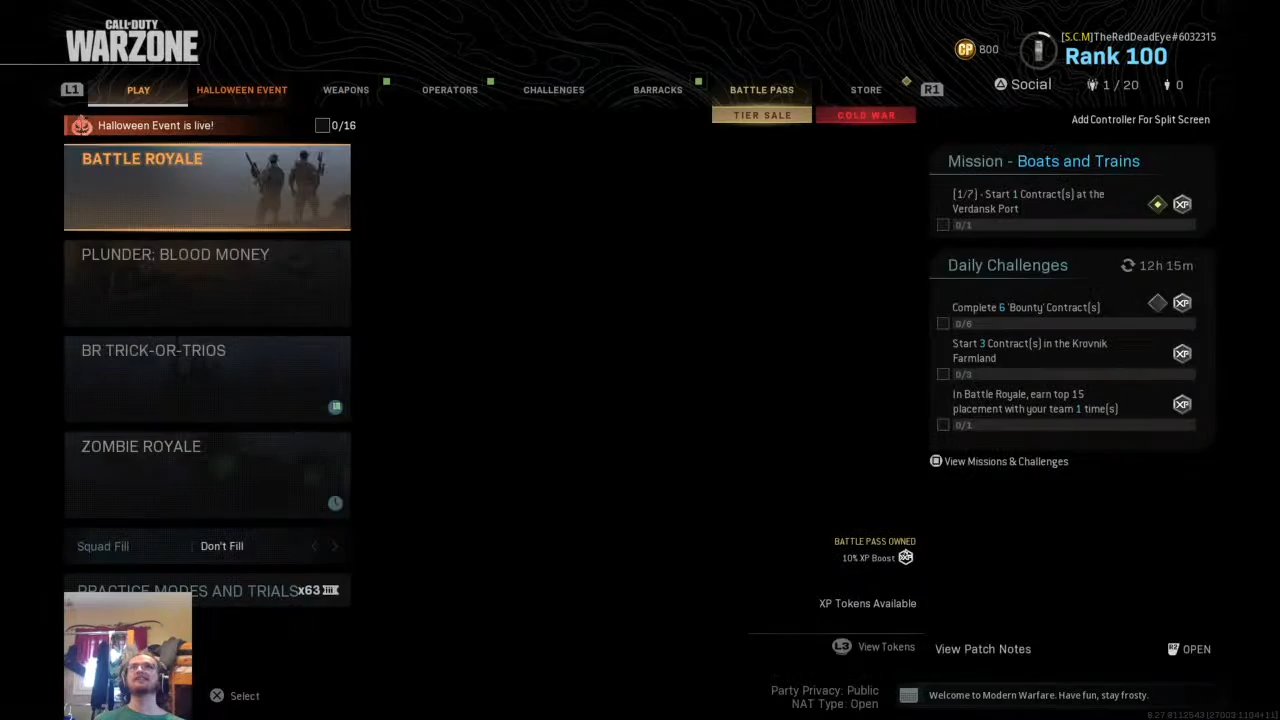 CALL OF DUTY
WARZONE
CP 800
[S.C.M]TheRedDeadEye#6032315
Rank 100
L1 PLAY HALLOWEEN EVENT WEAPONS OPERATORS CHALLENGES BARRACKS BATTLE PASS STORE R1
Social 1 / 20 0
TIER SALE COLD WAR
Halloween Event is live! 0/16
Add Controller For Split Screen
BATTLE ROYALE
PLUNDER: BLOOD MONEY
BR TRICK-OR-TRIOS
ZOMBIE ROYALE
Squad Fill Don't Fill
PRACTICE MODES AND TRIALS x63
Select
Mission - Boats and Trains
(1/7) - Start 1 Contract(s) at the
Verdansk Port
XP
0/1
Daily Challenges 12h 15m
Complete 6 'Bounty' Contract(s)
XP
0/6
Start 3 Contract(s) in the Krovnik
Farmland
XP
0/3
In Battle Royale, earn top 15
placement with your team 1 time(s)
XP
0/1
View Missions & Challenges
BATTLE PASS OWNED
10% XP Boost
XP Tokens Available
L3 View Tokens
View Patch Notes OPEN
Party Privacy: Public
NAT Type: Open
Welcome to Modern Warfare. Have fun, stay frosty.